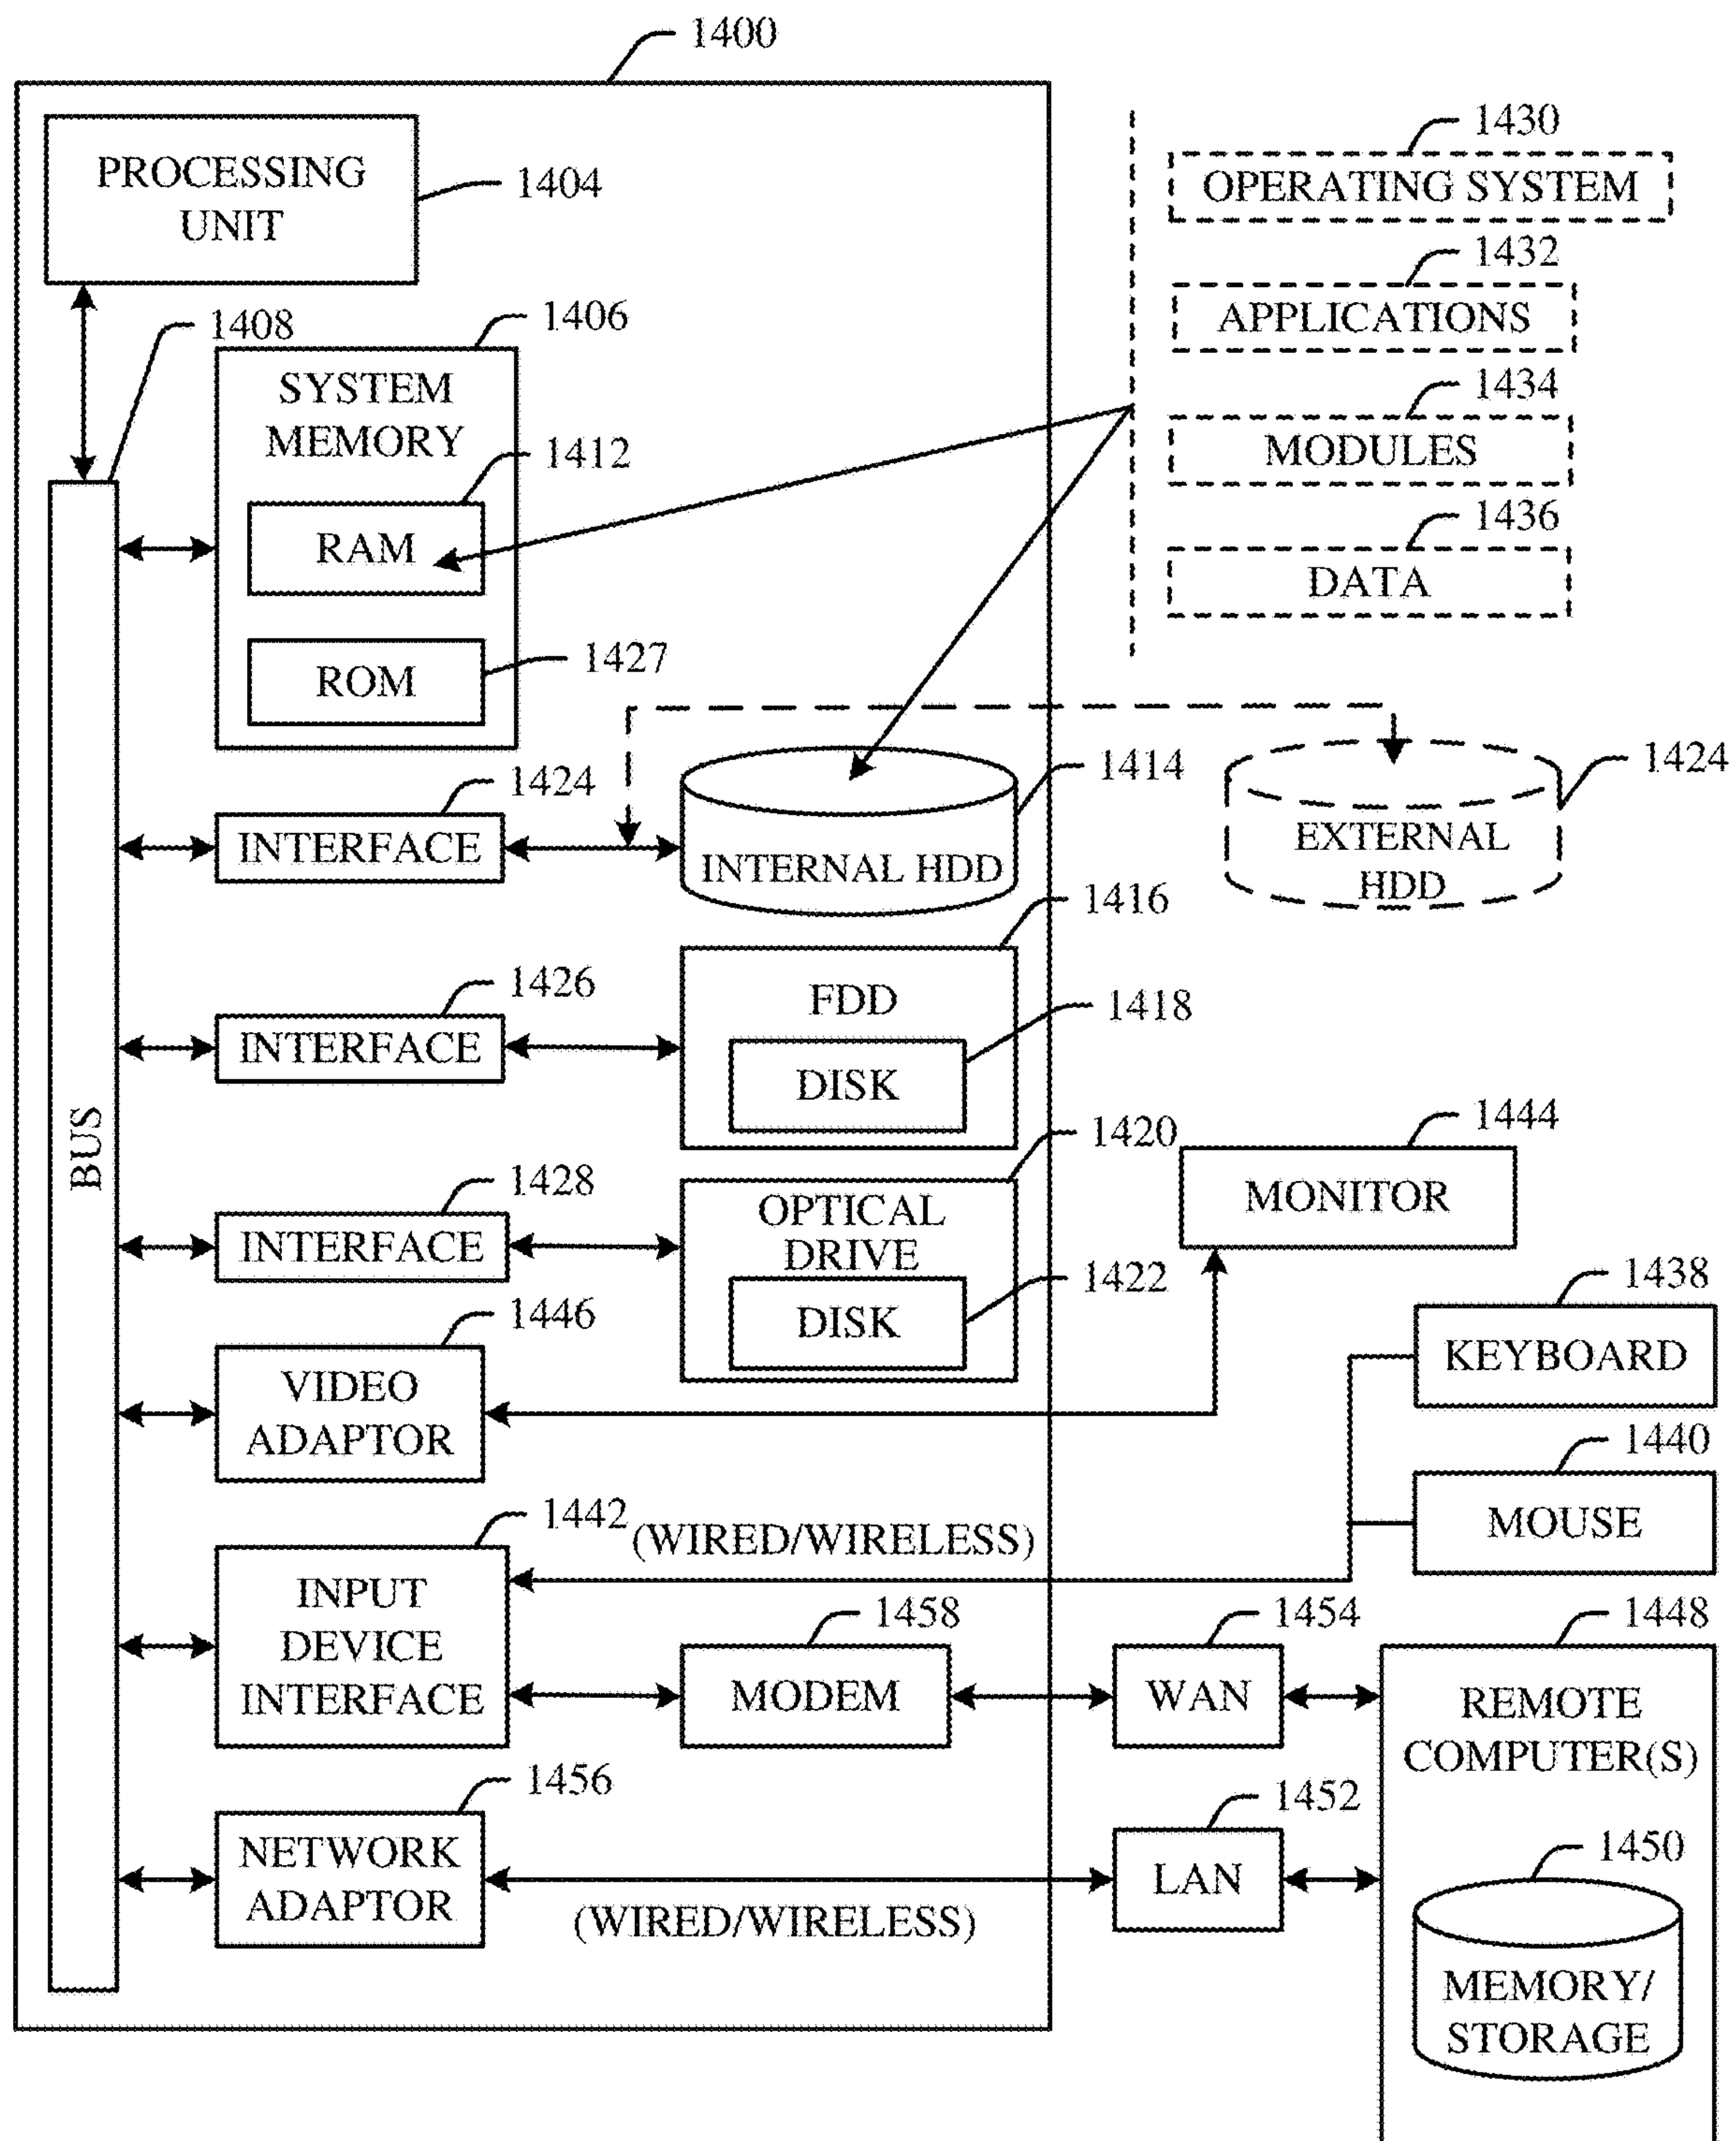 1400
PROCESSING
UNIT
1404
1430
OPERATING SYSTEM
1432
APPLICATIONS
1434
MODULES
1436
DATA
1408
1406
SYSTEM
MEMORY
1412
RAM
1427
ROM
1424
INTERFACE
1414
INTERNAL HDD
1424
EXTERNAL
HDD
1416
FDD
1426
INTERFACE
1418
DISK
BUS
1420
OPTICAL
DRIVE
1428
INTERFACE
1422
DISK
1444
MONITOR
1446
VIDEO
ADAPTOR
1438
KEYBOARD
1440
MOUSE
1442
(WIRED/WIRELESS)
INPUT
DEVICE
INTERFACE
1458
MODEM
1454
WAN
1448
REMOTE
COMPUTER(S)
1456
NETWORK
ADAPTOR
(WIRED/WIRELESS)
1452
LAN
1450
MEMORY/
STORAGE